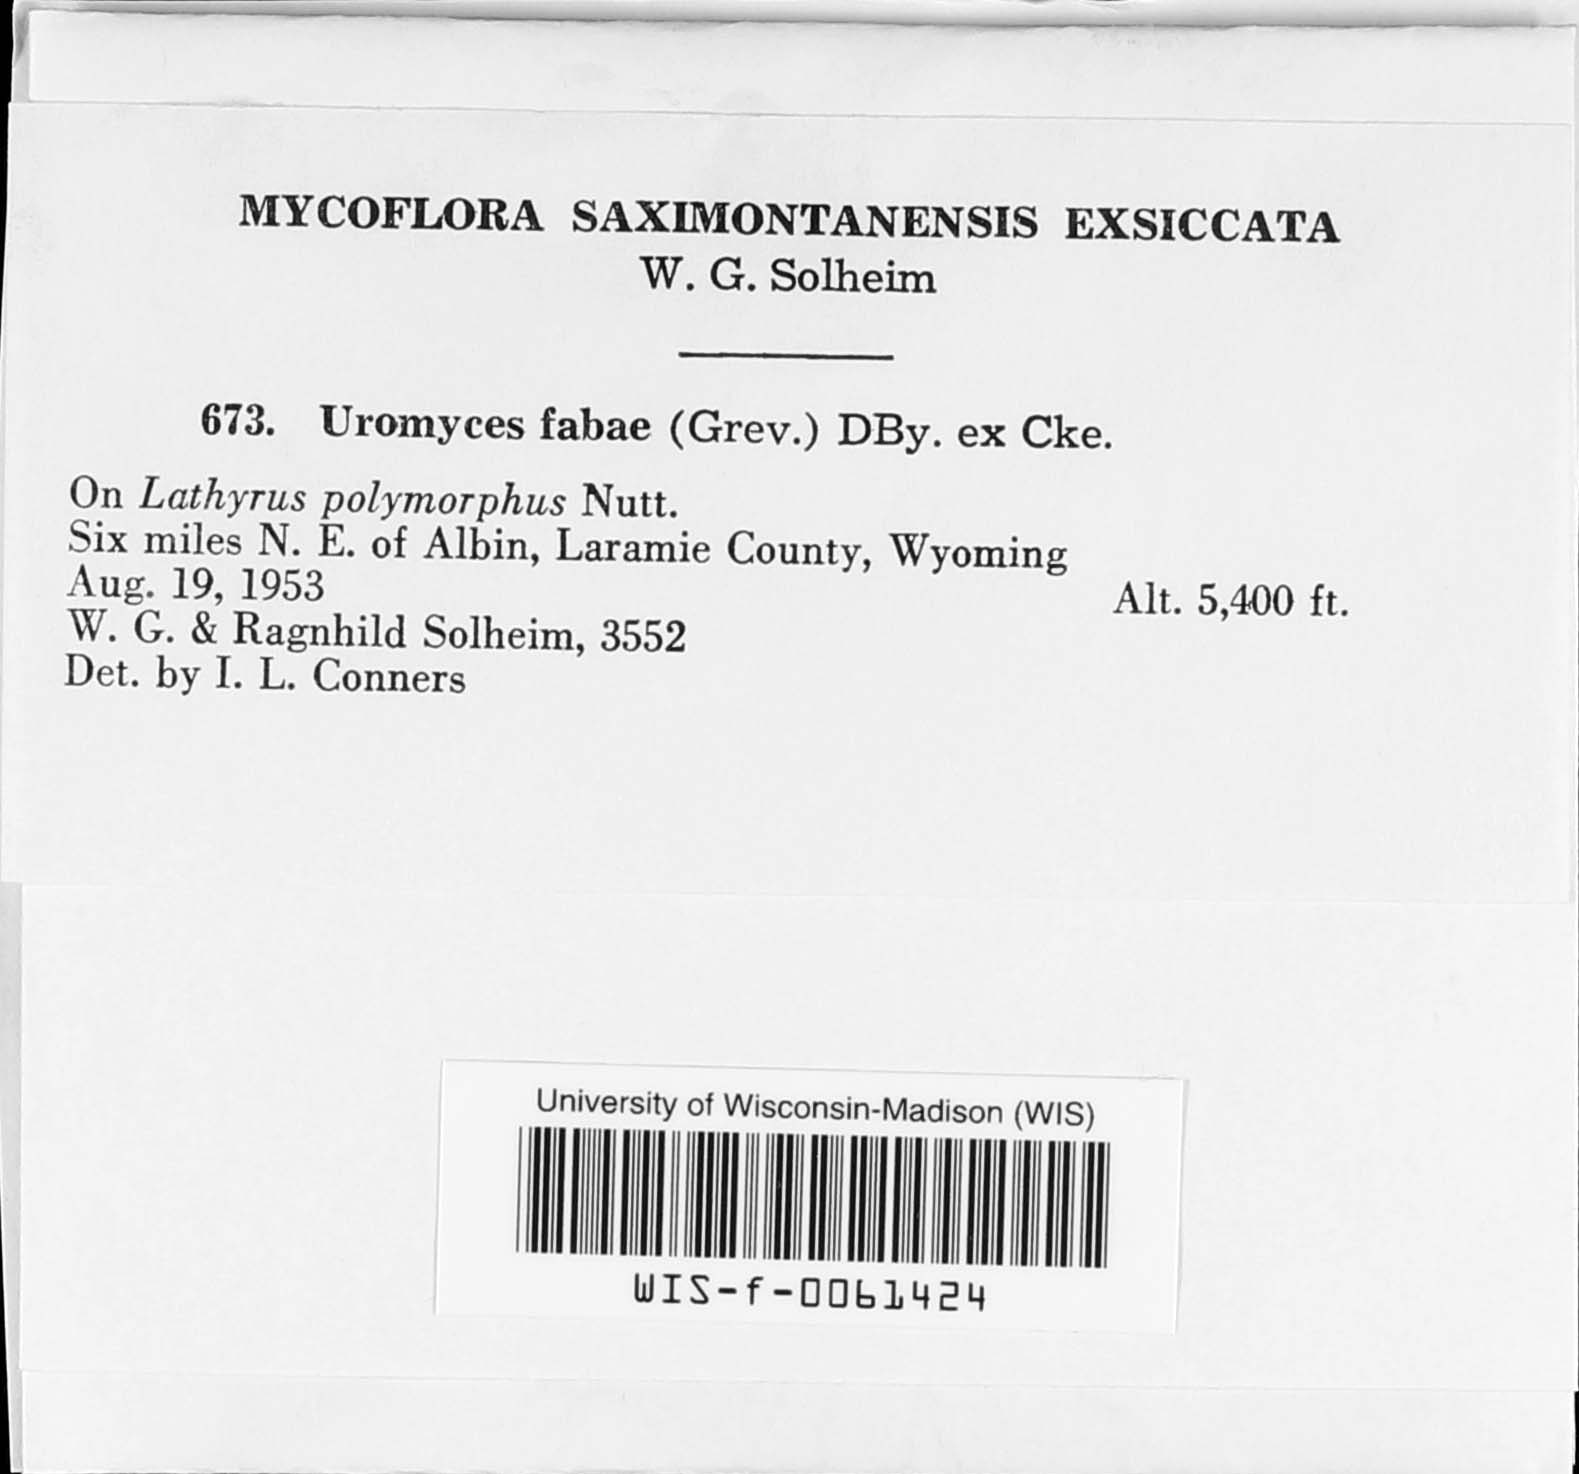 MYCOFLORA SAXIMONTANENSIS EXSICCATA
W. G. Solheim
673. Uromyces fabae (Grev.) DBy. ex Cke.
On Lathyrus polymorphus Nutt.
Six miles N. E. of Albin, Laramie County, Wyoming
Aug. 19, 1953 Alt. 5,400 ft.
W. G. & Ragnhild Solheim, 3552
Det. by I. L. Conners
University of Wisconsin-Madison (WIS)
WIS-f-0061424